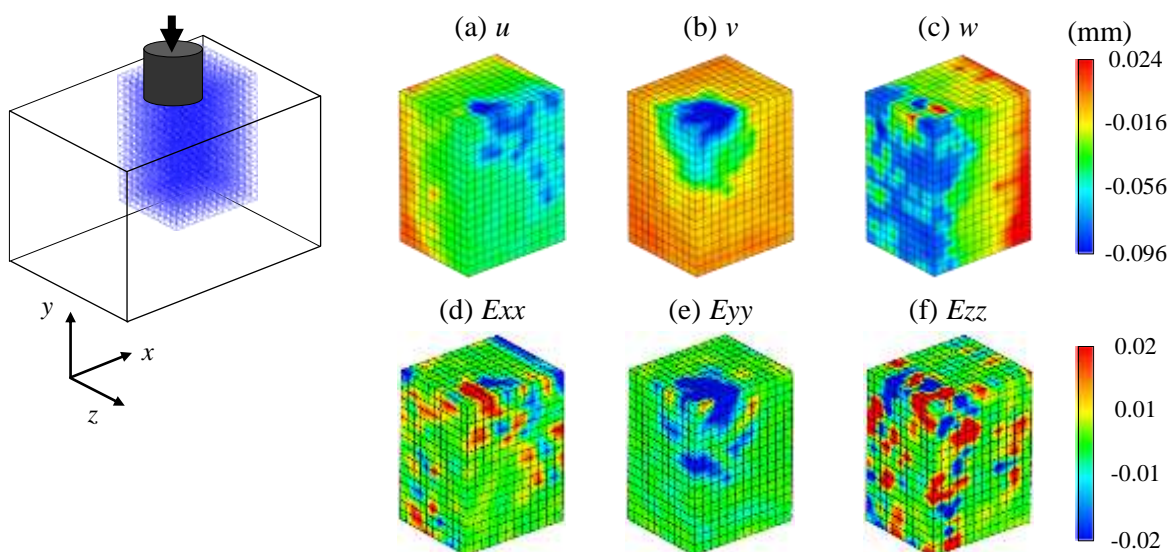 (a) u
(b) v
(c) w
(mm)
0.024
-0.016
-0.056
-0.096
y
x
z
(d) Exx
(e) Eyy
(f) Ezz
0.02
0.01
-0.01
-0.02